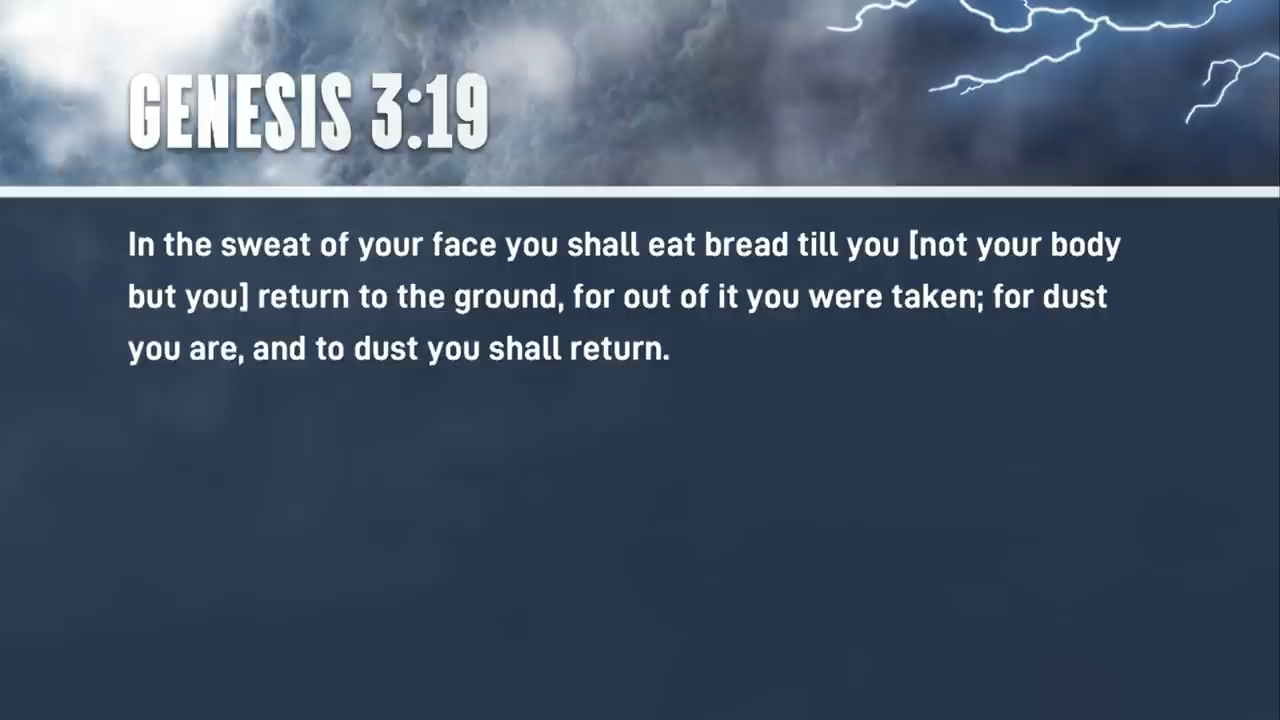 GENESIS 3:19
In the sweat of your face you shall eat bread till you [not your body
but you] return to the ground, for out of it you were taken; for dust
you are, and to dust you shall return.